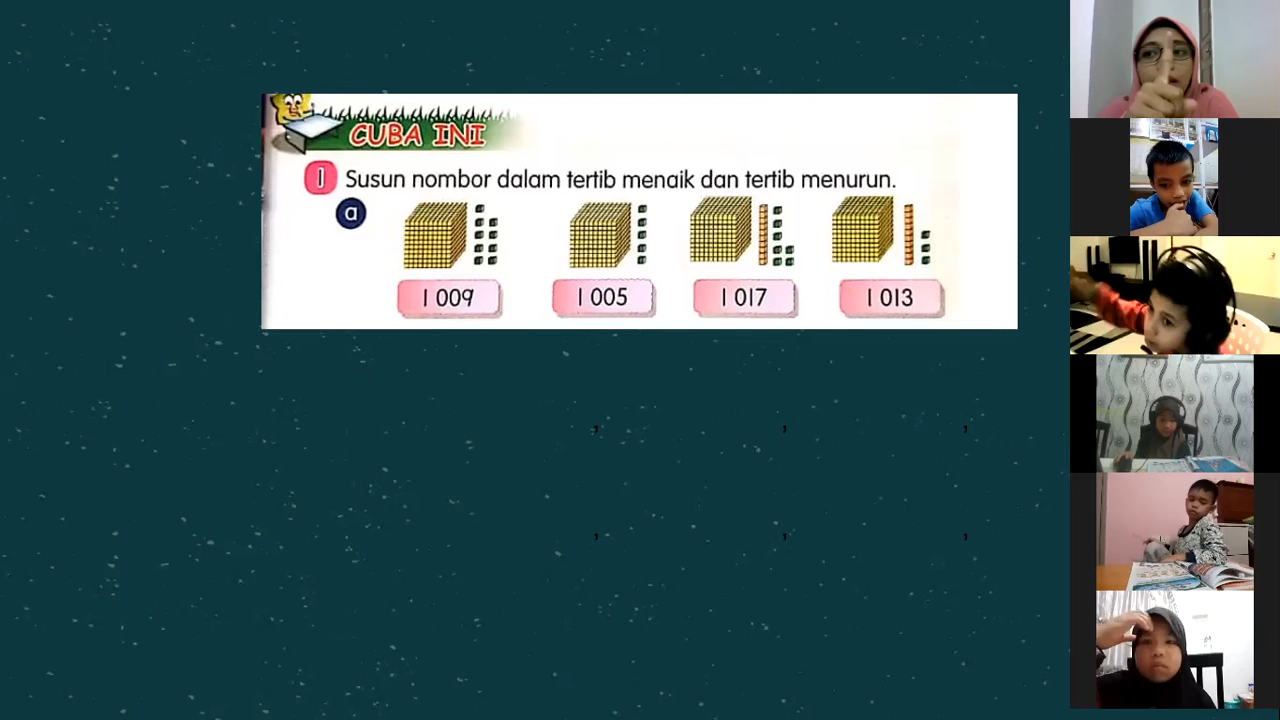 CUBA INI
1 Susun nombor dalam tertib menaik dan tertib menurun.
a
1 009 1 005 1 017 1 013
, , ,
, , ,